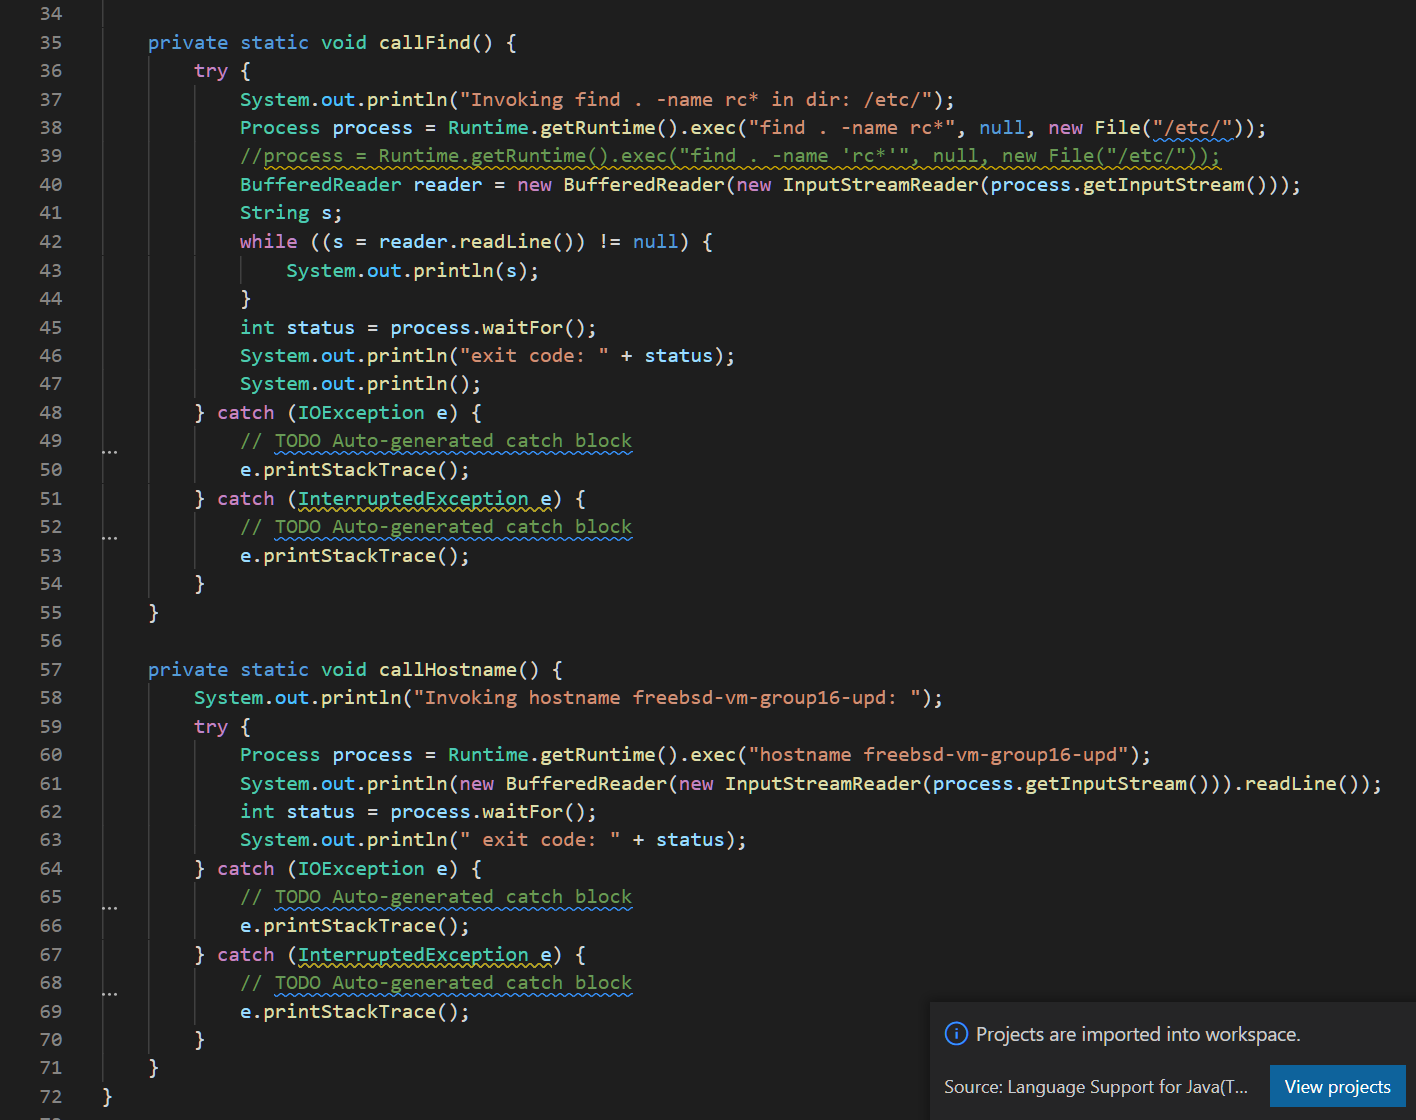 34
35     private static void callFind() {
36         try {
37             System.out.println("Invoking find . -name rc* in dir: /etc/");
38             Process process = Runtime.getRuntime().exec("find . -name rc*", null, new File("/etc/"));
39             //process = Runtime.getRuntime().exec("find . -name 'rc*'", null, new File("/etc/"));
40             BufferedReader reader = new BufferedReader(new InputStreamReader(process.getInputStream()));
41             String s;
42             while ((s = reader.readLine()) != null) {
43                 System.out.println(s);
44             }
45             int status = process.waitFor();
46             System.out.println("exit code: " + status);
47             System.out.println();
48         } catch (IOException e) {
49             // TODO Auto-generated catch block
50             e.printStackTrace();
51         } catch (InterruptedException e) {
52             // TODO Auto-generated catch block
53             e.printStackTrace();
54         }
55     }
56
57     private static void callHostname() {
58         System.out.println("Invoking hostname freebsd-vm-group16-upd: ");
59         try {
60             Process process = Runtime.getRuntime().exec("hostname freebsd-vm-group16-upd");
61             System.out.println(new BufferedReader(new InputStreamReader(process.getInputStream())).readLine());
62             int status = process.waitFor();
63             System.out.println(" exit code: " + status);
64         } catch (IOException e) {
65             // TODO Auto-generated catch block
66             e.printStackTrace();
67         } catch (InterruptedException e) {
68             // TODO Auto-generated catch block
69             e.printStackTrace();
70         }
71     }
72 }
Projects are imported into workspace.
Source: Language Support for Java(T...
View projects